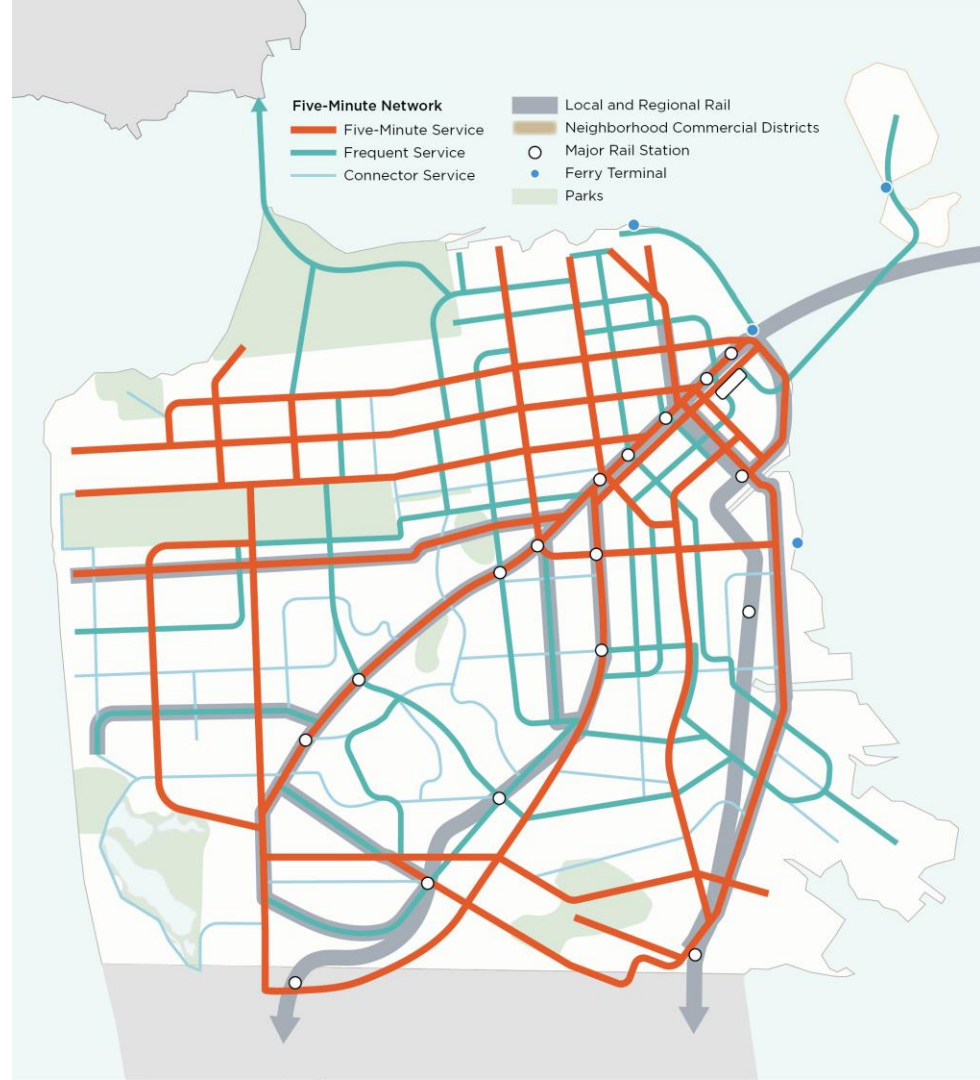 Five-Minute Network
Five-Minute Service
Frequent Service
Connector Service
Local and Regional Rail
Neighborhood Commercial Districts
Major Rail Station
Ferry Terminal
Parks